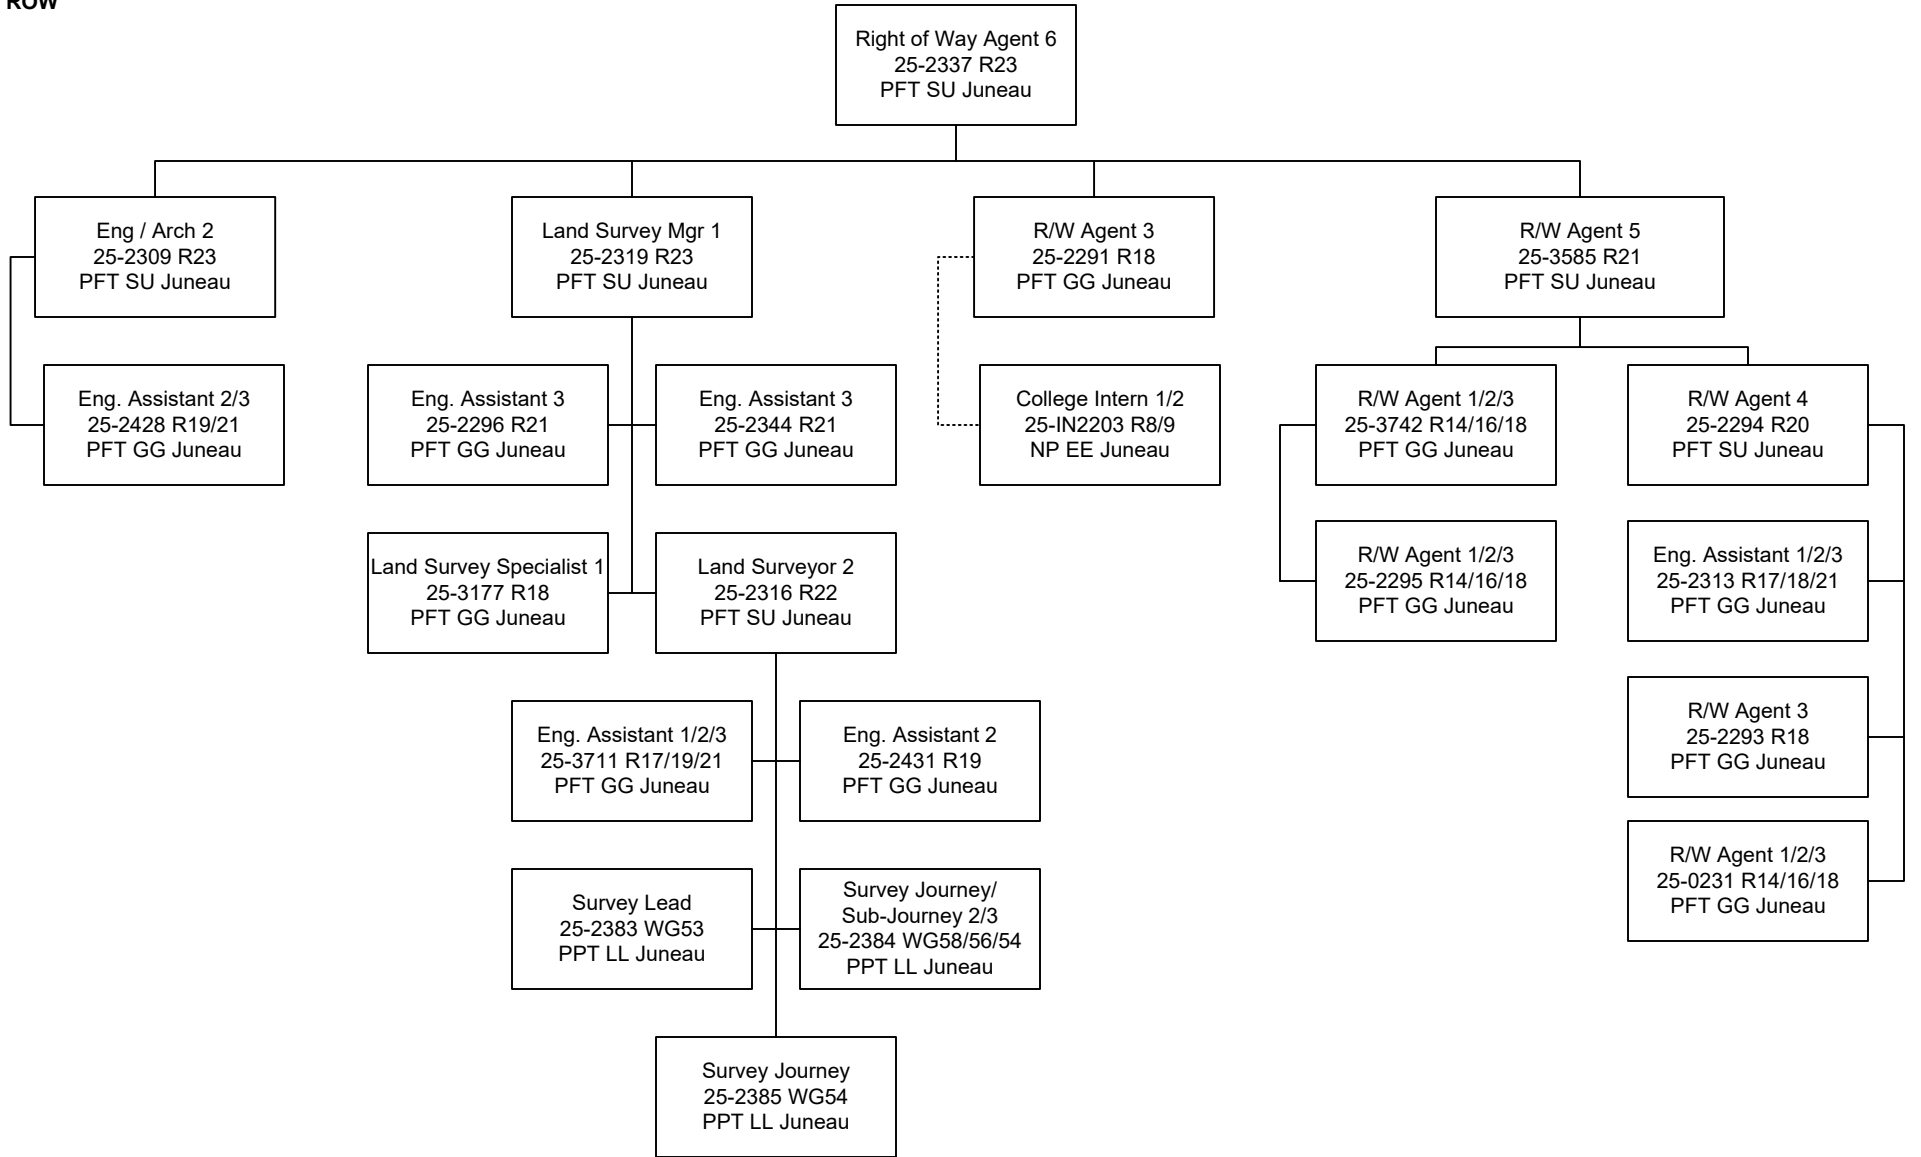 ROW
Right of Way Agent 6
25-2337 R23
PFT SU Juneau
Eng / Arch 2
25-2309 R23
PFT SU Juneau
Land Survey Mgr 1
25-2319 R23
PFT SU Juneau
R/W Agent 3
25-2291 R18
PFT GG Juneau
R/W Agent 5
25-3585 R21
PFT SU Juneau
Eng. Assistant 2/3
25-2428 R19/21
PFT GG Juneau
Eng. Assistant 3
25-2296 R21
PFT GG Juneau
Eng. Assistant 3
25-2344 R21
PFT GG Juneau
College Intern 1/2
25-IN2203 R8/9
NP EE Juneau
R/W Agent 1/2/3
25-3742 R14/16/18
PFT GG Juneau
R/W Agent 4
25-2294 R20
PFT SU Juneau
Land Survey Specialist 1
25-3177 R18
PFT GG Juneau
Land Surveyor 2
25-2316 R22
PFT SU Juneau
R/W Agent 1/2/3
25-2295 R14/16/18
PFT GG Juneau
Eng. Assistant 1/2/3
25-2313 R17/18/21
PFT GG Juneau
Eng. Assistant 1/2/3
25-3711 R17/19/21
PFT GG Juneau
Eng. Assistant 2
25-2431 R19
PFT GG Juneau
R/W Agent 3
25-2293 R18
PFT GG Juneau
Survey Lead
25-2383 WG53
PPT LL Juneau
Survey Journey/
Sub-Journey 2/3
25-2384 WG58/56/54
PPT LL Juneau
R/W Agent 1/2/3
25-0231 R14/16/18
PFT GG Juneau
Survey Journey
25-2385 WG54
PPT LL Juneau